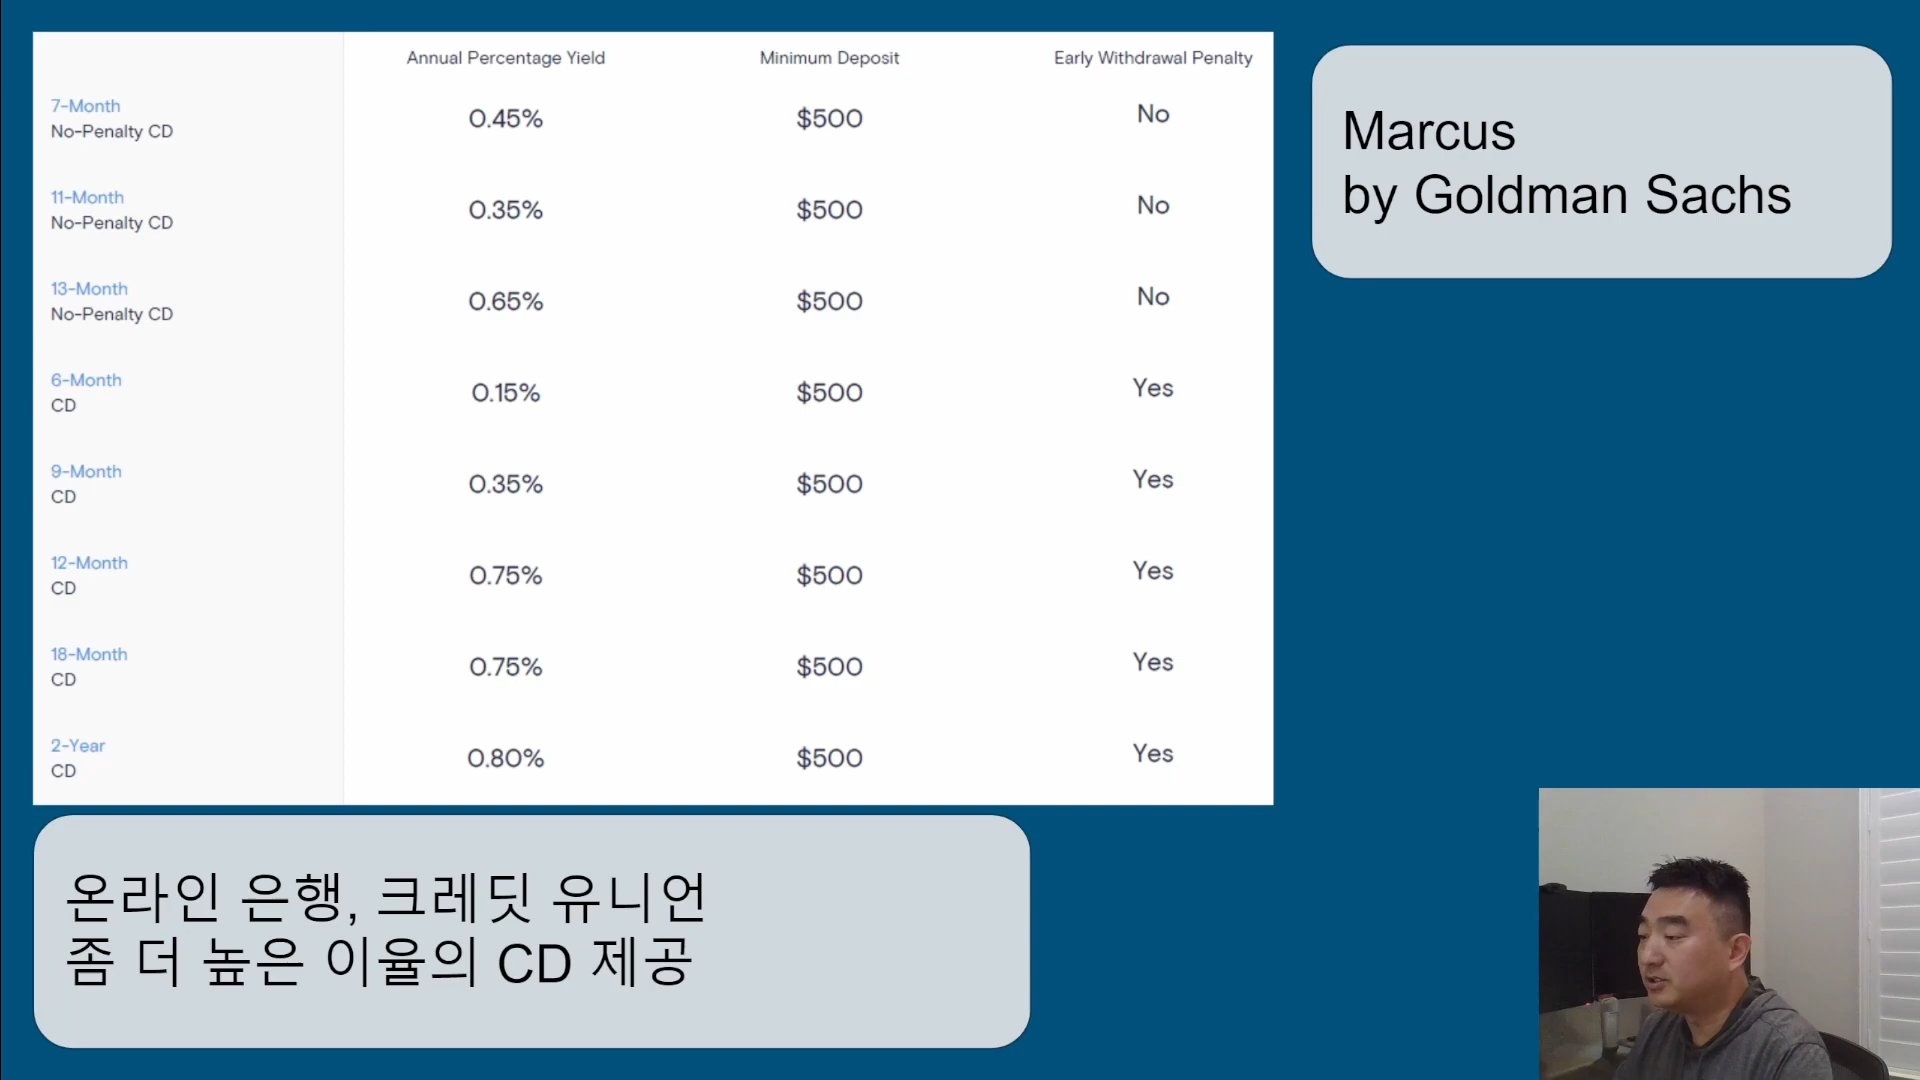 Annual Percentage Yield Minimum Deposit Early Withdrawal Penalty
7-Month
No-Penalty CD 0.45% $500 No
11-Month
No-Penalty CD 0.35% $500 No
13-Month
No-Penalty CD 0.65% $500 No
6-Month
CD 0.15% $500 Yes
9-Month
CD 0.35% $500 Yes
12-Month
CD 0.75% $500 Yes
18-Month
CD 0.75% $500 Yes
2-Year
CD 0.80% $500 Yes
Marcus
by Goldman Sachs
온라인 은행, 크레딧 유니언
좀 더 높은 이율의 CD 제공